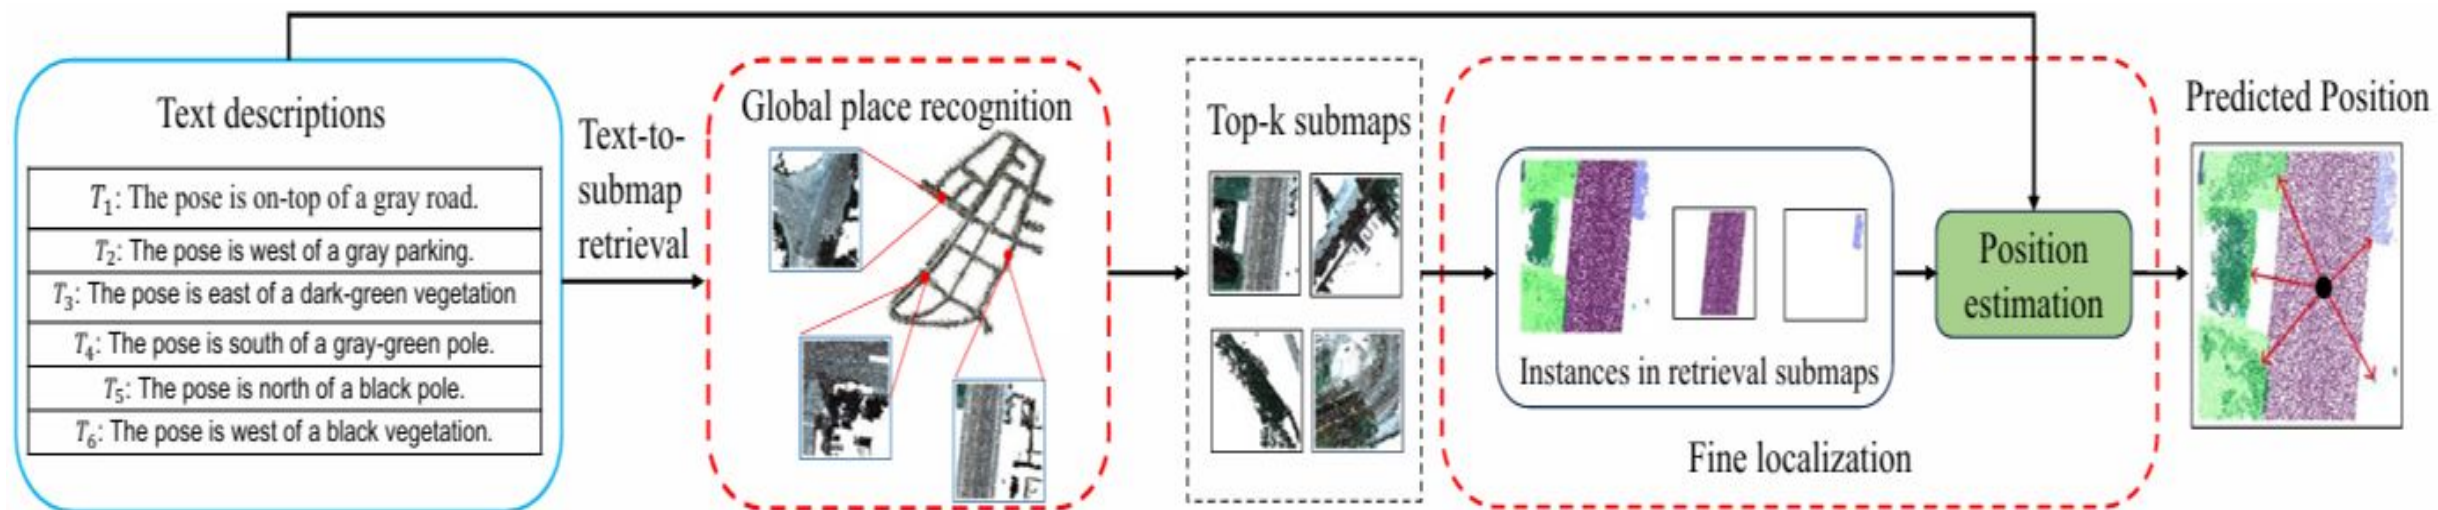 Text descriptions
T₁: The pose is on-top of a gray road.
T₂: The pose is west of a gray parking.
T₃: The pose is east of a dark-green vegetation
T₄: The pose is south of a gray-green pole.
T₅: The pose is north of a black pole.
T₆: The pose is west of a black vegetation.
Text-to-
submap
retrieval
Global place recognition
Top-k submaps
Instances in retrieval submaps
Fine localization
Position
estimation
Predicted Position